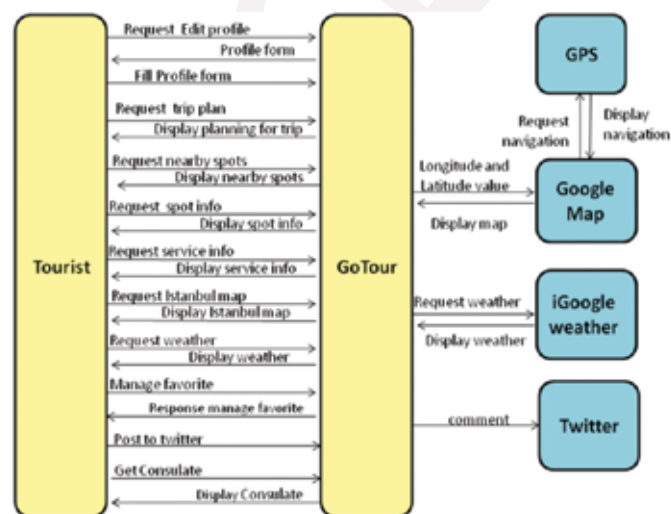 Request Edit profile
Profile form
Fill Profile form
Request trip plan
Display planning for trip
Request nearby spots
Display nearby spots
Request spot info
Display spot info
Request service info
Display service info
Request Istanbul map
Display Istanbul map
Request weather
Display weather
Manage favorite
Response manage favorite
Post to twitter
Get Consulate
Display Consulate
Tourist
GoTour
Longitude and
Latitude value
Display map
Request weather
Display weather
comment
GPS
Request
navigation
Display
navigation
Google
Map
iGoogle
weather
Twitter